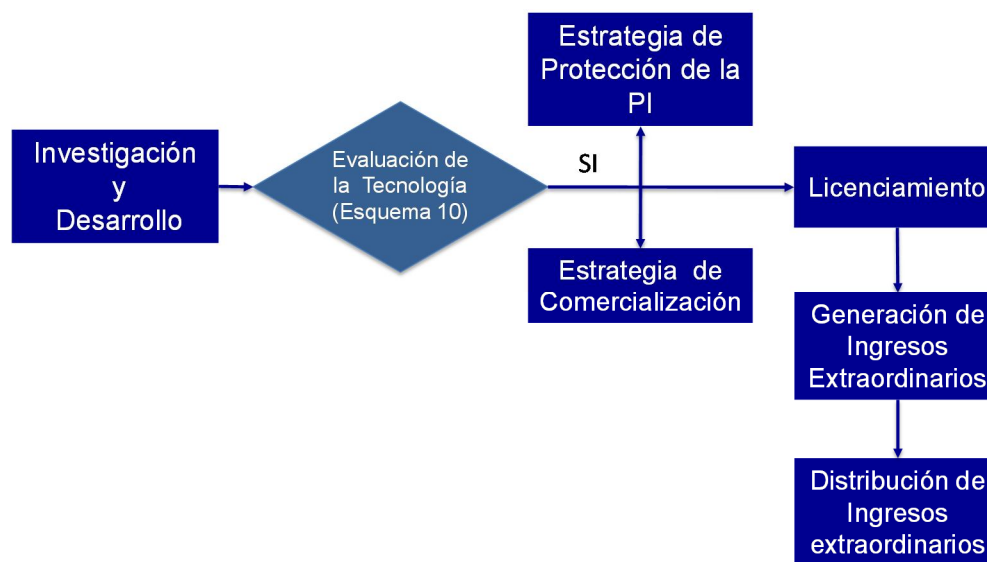 Investigación
y
Desarrollo
Evaluación de
la Tecnología
(Esquema 10)
SI
Estrategia de
Protección de la
PI
Estrategia de
Comercialización
Licenciamiento
Generación de
Ingresos
Extraordinarios
Distribución de
Ingresos
extraordinarios